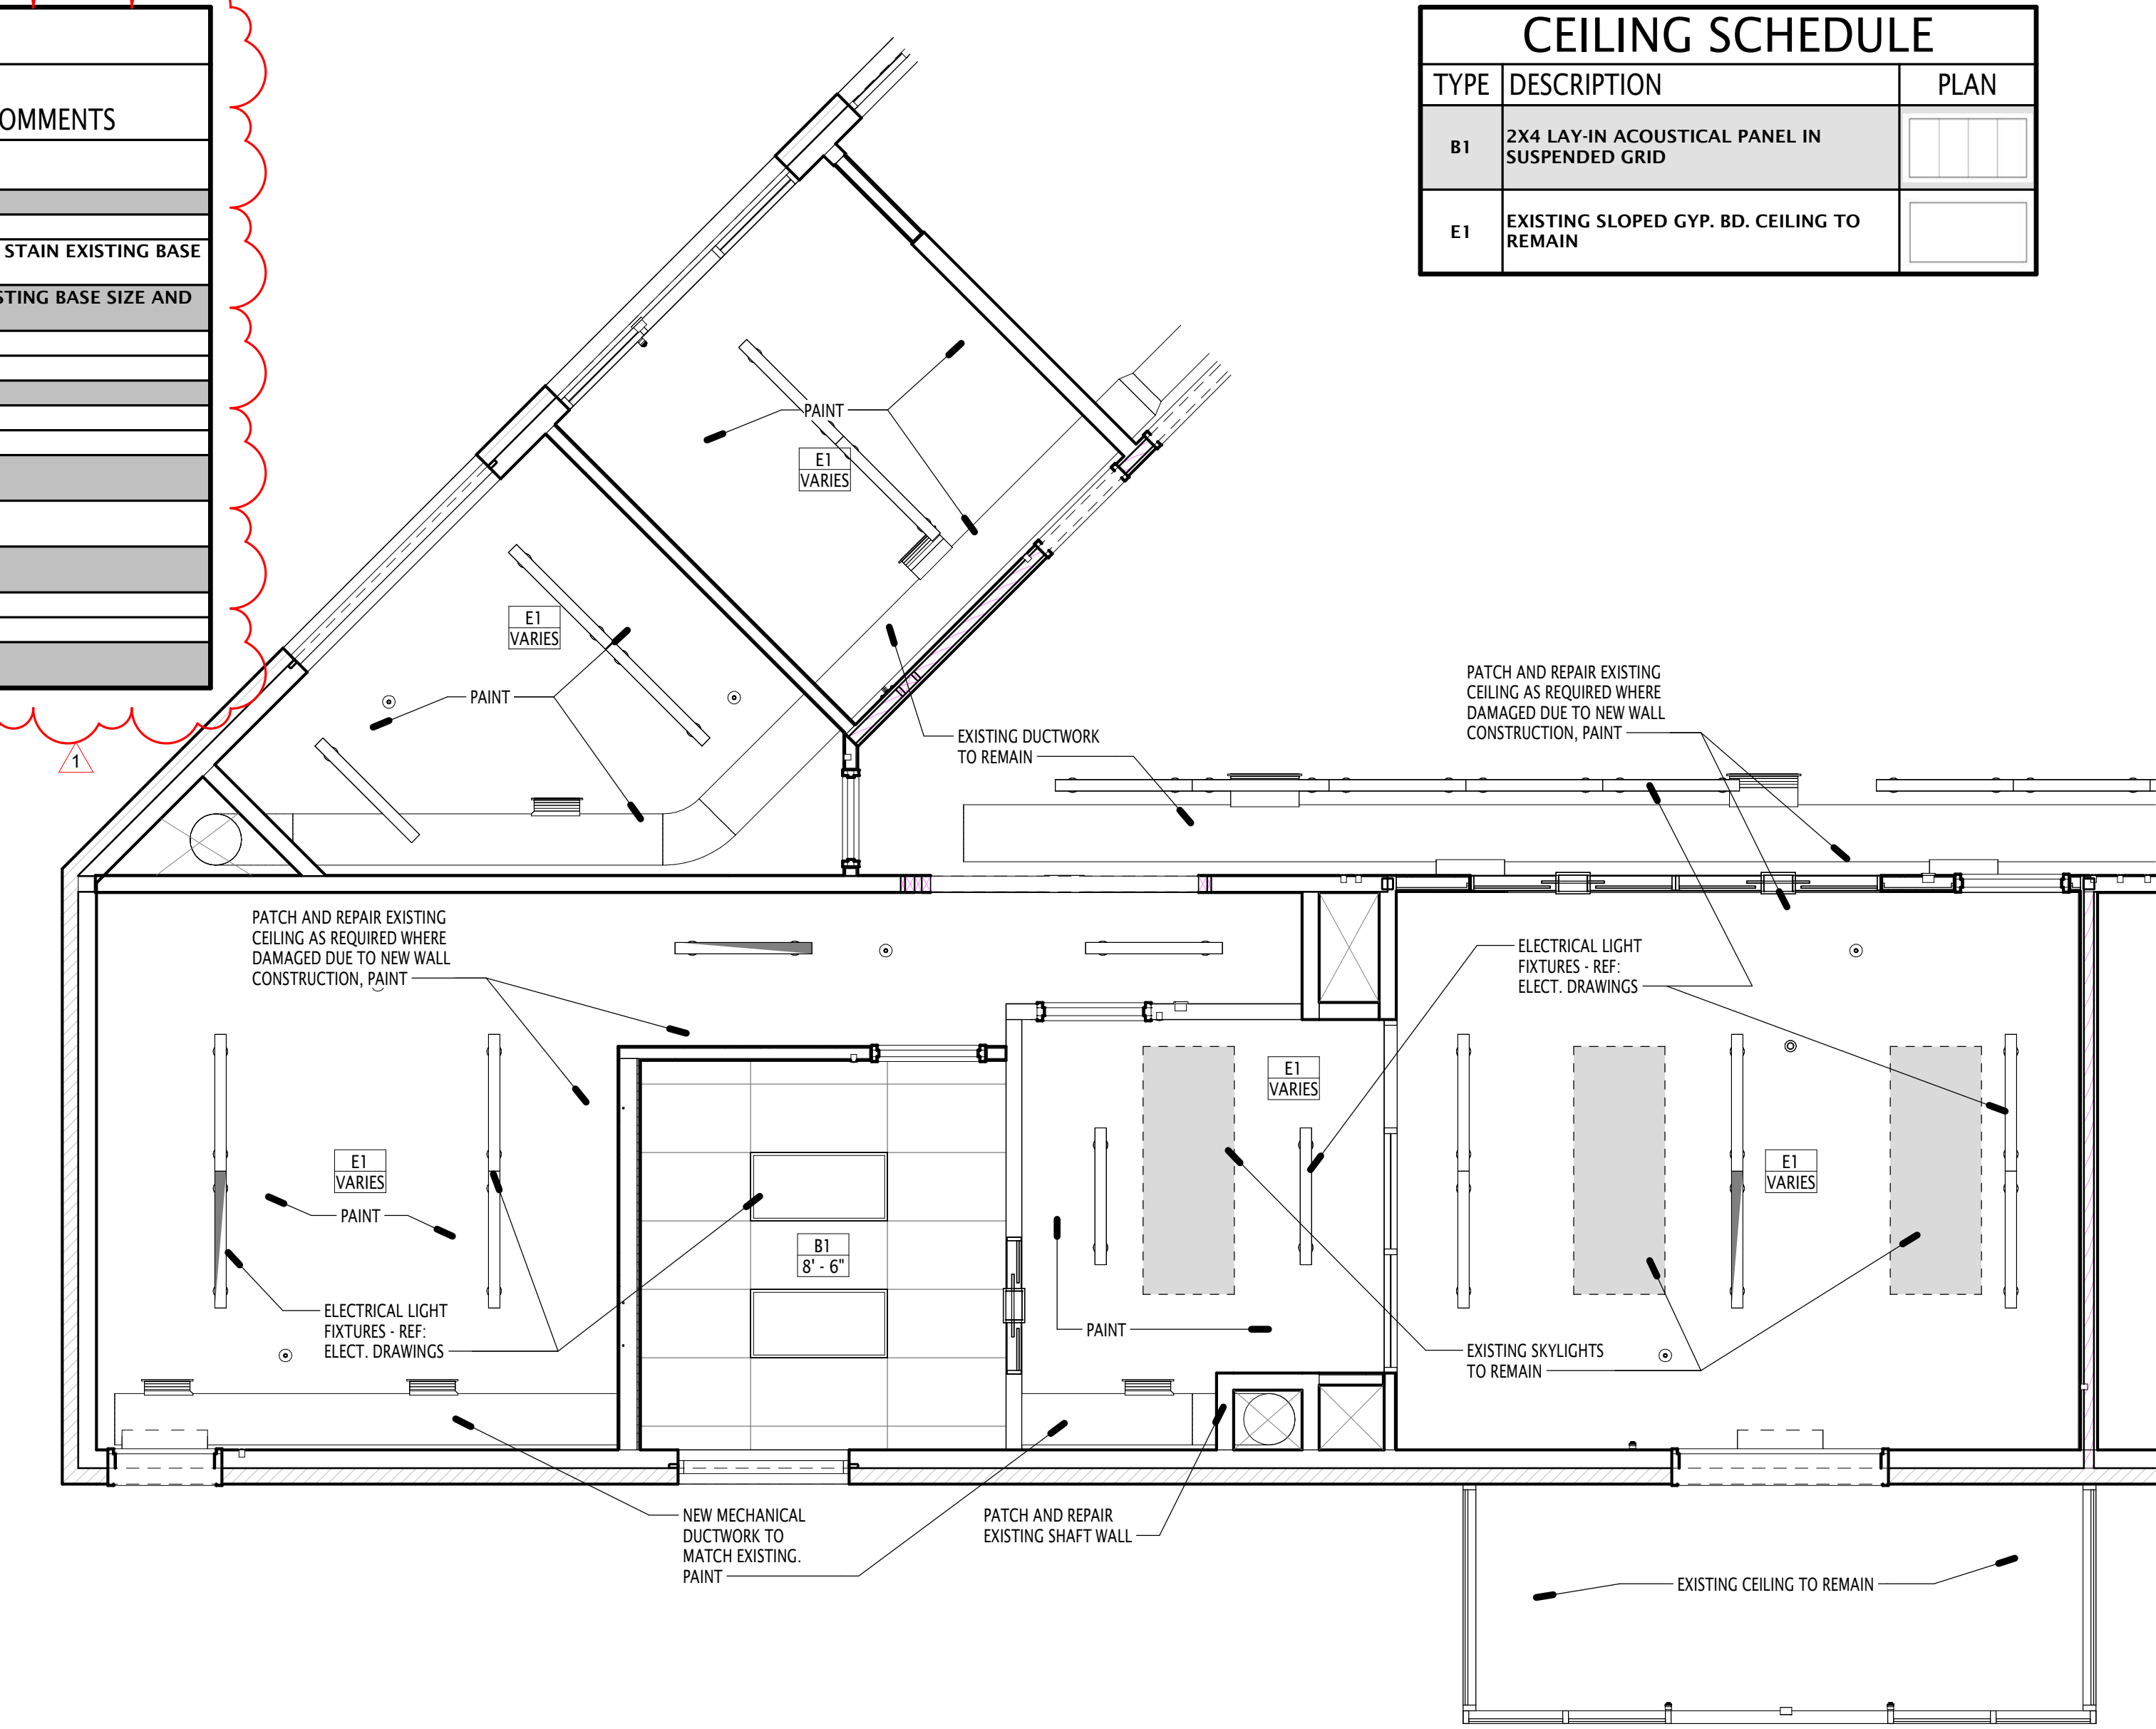 OMMENTS
STAIN EXISTING BASE
STING BASE SIZE AND
1
CEILING SCHEDULE
TYPE DESCRIPTION PLAN
B1 2X4 LAY-IN ACOUSTICAL PANEL IN
SUSPENDED GRID
E1 EXISTING SLOPED GYP. BD. CEILING TO
REMAIN
PAINT
E1
VARIES
E1
VARIES
PAINT
EXISTING DUCTWORK
TO REMAIN
PATCH AND REPAIR EXISTING
CEILING AS REQUIRED WHERE
DAMAGED DUE TO NEW WALL
CONSTRUCTION, PAINT
PATCH AND REPAIR EXISTING
CEILING AS REQUIRED WHERE
DAMAGED DUE TO NEW WALL
CONSTRUCTION, PAINT
ELECTRICAL LIGHT
FIXTURES - REF:
ELECT. DRAWINGS
E1
VARIES
E1
VARIES
E1
VARIES
PAINT
B1
8' - 6"
ELECTRICAL LIGHT
FIXTURES - REF:
ELECT. DRAWINGS
PAINT
EXISTING SKYLIGHTS
TO REMAIN
NEW MECHANICAL
DUCTWORK TO
MATCH EXISTING.
PAINT
PATCH AND REPAIR
EXISTING SHAFT WALL
EXISTING CEILING TO REMAIN